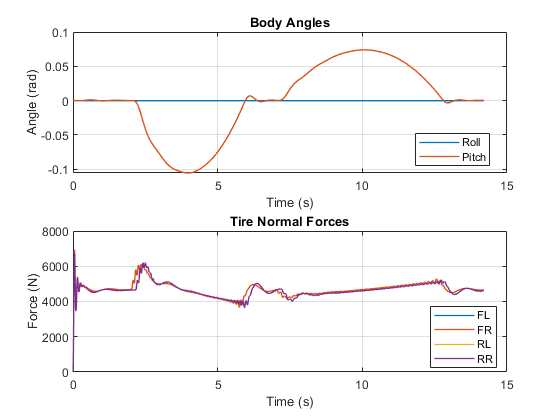 Body Angles
Angle (rad)
0.1
0.05
0
-0.05
-0.1
0
5
10
15
Time (s)
Roll
Pitch
Tire Normal Forces
Force (N)
8000
6000
4000
2000
0
0
5
10
15
Time (s)
FL
FR
RL
RR